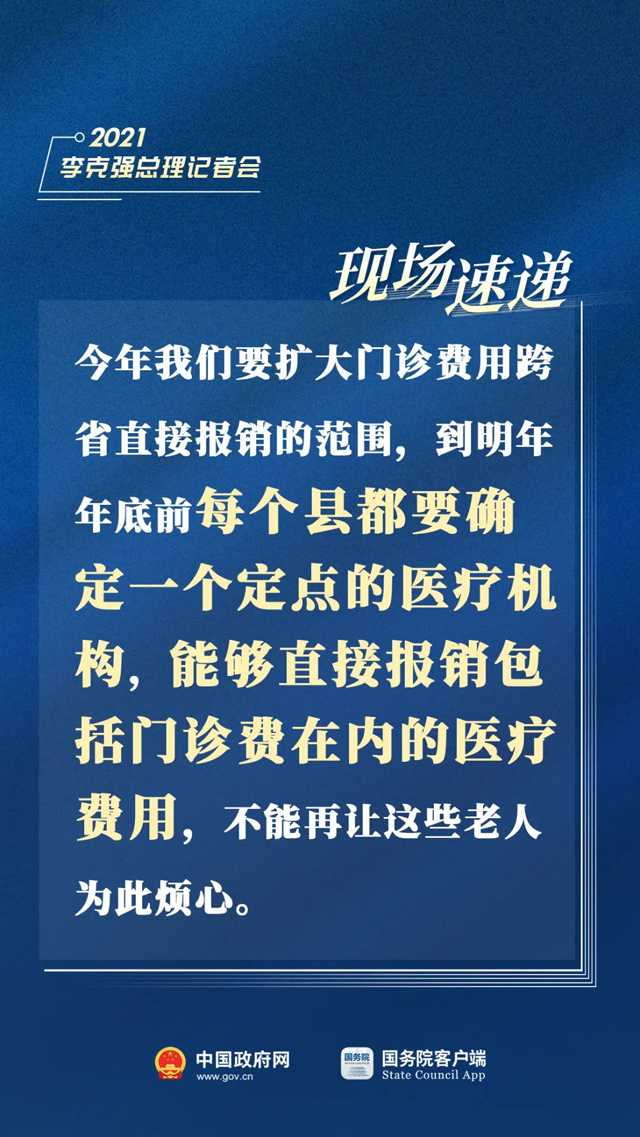 2021
李克强总理记者会
现场速递
今年我们要扩大门诊费用跨
省直接报销的范围，到明年
年底前每个县都要确
定一个定点的医疗机
构，能够直接报销包
括门诊费在内的医疗
费用，不能再让这些老人
为此烦心。
中国政府网
www.gov.cn
国务院
国务院客户端
State Council App